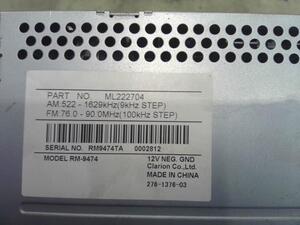 PART NO. ML222704
AM:522 - 1629kHz(9kHz STEP)
FM:76.0 - 90.0MHz(100kHz STEP)
SERIAL NO. RM9474TA 0002812
MODEL RM-9474
12V NEG. GND
Clarion Co.,Ltd.
MADE IN CHINA
276-1376-03